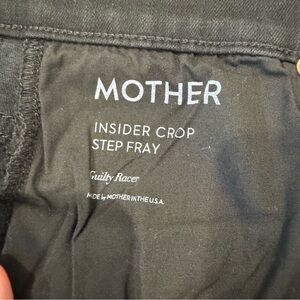 MOTHER
INSIDER CROP
STEP FRAY
Guilty Racer
MADE by MOTHER IN THE U.S.A.